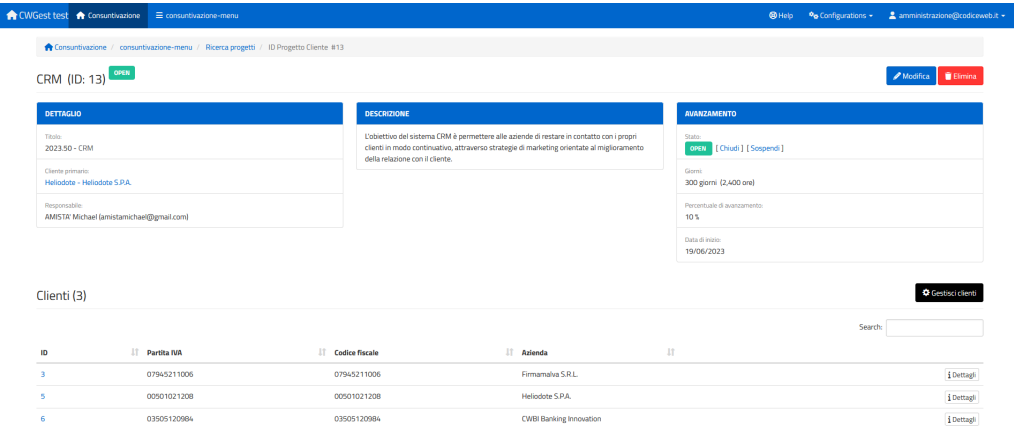 CWGest test Consuntivazione consuntivazione-menu Help Configurations amministrazione@codiceweb.it
Consuntivazione / consuntivazione-menu / Ricerca progetti / ID Progetto Cliente #13
CRM (ID: 13) OPEN
Modifica Elimina
DETTAGLIO
Titolo:
2023.50 - CRM
Cliente primario:
Heliodote - Heliodote S.P.A.
Responsabile:
AMISTA' Michael (amistamichael@gmail.com)
DESCRIZIONE
L'obiettivo del sistema CRM è permettere alle aziende di restare in contatto con i propri
clienti in modo continuativo, attraverso strategie di marketing orientate al miglioramento
della relazione con il cliente.
AVANZAMENTO
Stato:
OPEN [ Chiudi ] [ Sospendi ]
Giorni:
300 giorni (2,400 ore)
Percentuale di avanzamento:
10 %
Data di inizio:
19/06/2023
Clienti (3)
Gestisci clienti
Search:
ID Partita IVA Codice fiscale Azienda
3 07945211006 07945211006 Firmamalva S.R.L. Dettagli
5 00501021208 00501021208 Heliodote S.P.A. Dettagli
6 03505120984 03505120984 CWBI Banking Innovation Dettagli